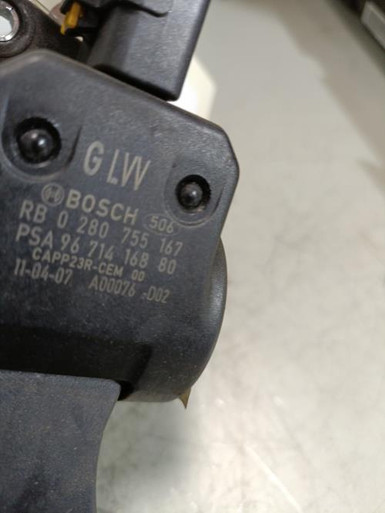 GLW
BOSCH 506
RB 0 280 755 167
PSA 96 714 168 80
CAPP23R-CEM 00
11-04-07 A00076 -D02